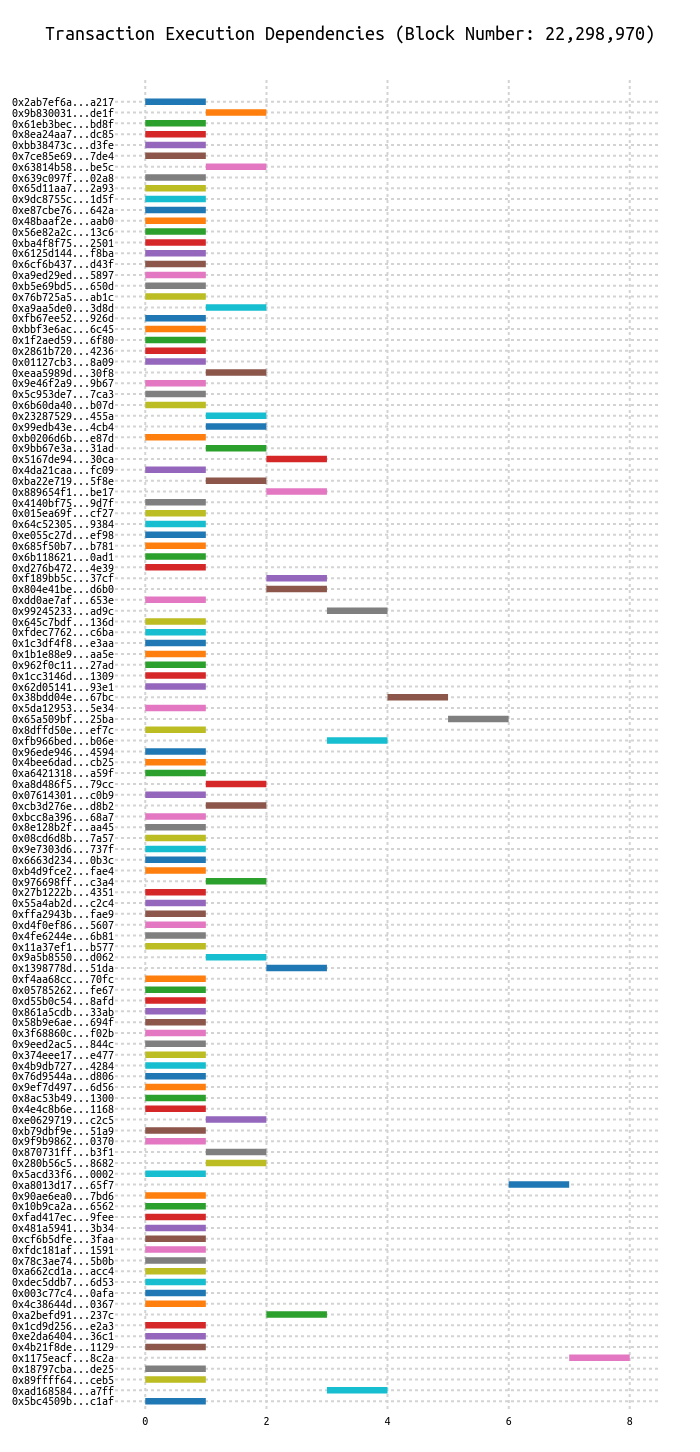 Transaction Execution Dependencies (Block Number: 22,298,970)
0x2ab7ef6a...a217
0x9b830031...de1f
0x61eb3bec...bd8f
0x8ea24aa7...dc85
0xbb38473c...d3fe
0x7ce85e69...7de4
0x63814b58...be5c
0x639c097f...02a8
0x65d11aa7...2a93
0x9dc8755c...1d5f
0xe87cbe76...642a
0x48baaf2e...aab0
0x56e82a2c...13c6
0xba4f8f75...2501
0x6125d144...f8ba
0x6cf6b437...d43f
0xa9ed29ed...5897
0xb5e69bd5...650d
0x76b725a5...ab1c
0xa9aa5de0...3d8d
0xfb67ee52...926d
0xbbf3e6ac...6c45
0x1f2aed59...6f80
0x2861b720...4236
0x01127cb3...8a09
0xeaa5989d...30f8
0x9e46f2a9...9b67
0x5c953de7...7ca3
0x6b60da40...b07d
0x23287529...455a
0x99edb43e...4cb4
0xb0206d6b...e87d
0x9bb67e3a...31ad
0x5167de94...30ca
0x4da21caa...fc09
0xba22e719...5f8e
0x889654f1...be17
0x4140bf75...9d7f
0x015ea69f...cf27
0x64c52305...9384
0xe055c27d...ef98
0x685f50b7...b781
0x6b118621...0ad1
0xd276b472...4e39
0xf189bb5c...37cf
0x804e41be...d6b0
0xdd0ae7af...653e
0x99245233...ad9c
0x645c7bdf...136d
0xfdec7762...c6ba
0x1c3df4f8...e3aa
0x1b1e88e9...aa5e
0x962f0c11...27ad
0x1cc3146d...1309
0x62d05141...93e1
0x38bdd04e...67bc
0x5da12953...5e34
0x65a509bf...25ba
0x8dffd50e...ef7c
0xfb966bed...b06e
0x96ede946...4594
0x4bee6dad...cb25
0xa6421318...a59f
0xa8d486f5...79cc
0x07614301...c0b9
0xcb3d276e...d8b2
0xbcc8a396...68a7
0x8e128b2f...aa45
0x08cd6d8b...7a57
0x9e7303d6...737f
0x6663d234...0b3c
0xb4d9fce2...fae4
0x976698ff...c3a4
0x27b1222b...4351
0x55a4ab2d...c2c4
0xffa2943b...fae9
0xd4f0ef86...5607
0x4fe6244e...6b81
0x11a37ef1...b577
0x9a5b8550...d062
0x1398778d...51da
0xf4aa68cc...70fc
0x05785262...fe67
0xd55b0c54...8afd
0x861a5cdb...33ab
0x58b9e6ae...694f
0x3f68860c...f02b
0x9eed2ac5...844c
0x374eee17...e477
0x4b9db727...4284
0x76d9544a...d806
0x9ef7d497...6d56
0x8ac53b49...1300
0x4e4c8b6e...1168
0xe0629719...c2c5
0xb79dbf9e...51a9
0x9f9b9862...0370
0x870731ff...b3f1
0x280b56c5...8682
0x5acd33f6...0002
0xa8013d17...65f7
0x90ae6ea0...7bd6
0x10b9ca2a...6562
0xfad417ec...9fee
0x481a5941...3b34
0xcf6b5dfe...3faa
0xfdc181af...1591
0x78c3ae74...5b0b
0xa662cd1a...acc4
0xdec5ddb7...6d53
0x003c77c4...0afa
0x4c38644d...0367
0xa2befd91...237c
0x1cd9d256...e2a3
0xe2da6404...36c1
0x4b21f8de...1129
0x1175eacf...8c2a
0x18797cba...de25
0x89ffff64...ceb5
0xad168584...a7ff
0x5bc4509b...c1af
0 2 4 6 8